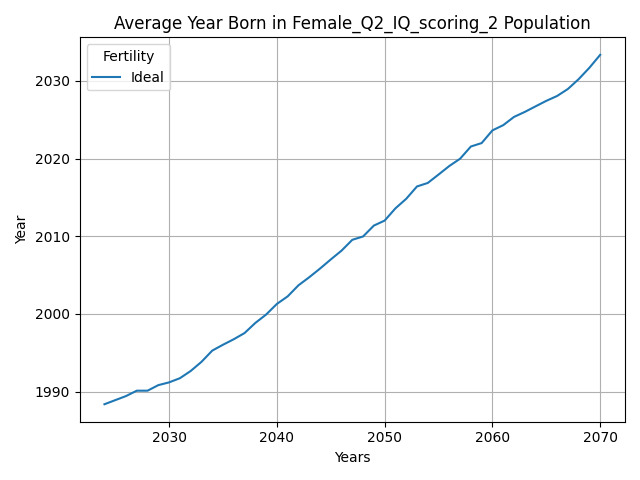 Average Year Born in Female_Q2_IQ_scoring_2 Population
Fertility
Ideal
Year
2030
2020
2010
2000
1990
2030 2040 2050 2060 2070
Years